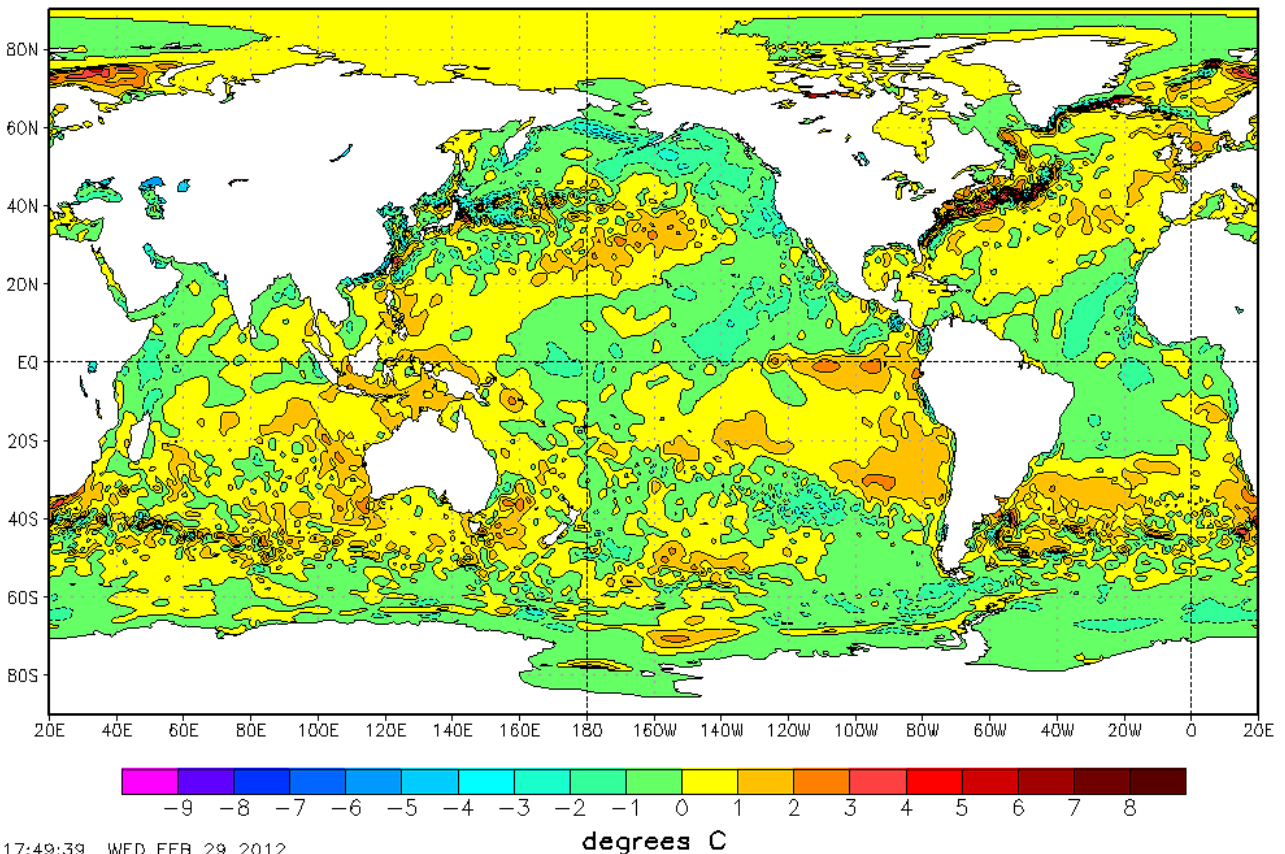 80N
60N
40N
20N
EQ
20S
40S
60S
80S
20E 40E 60E 80E 100E 120E 140E 160E 180 160W 140W 120W 100W 80W 60W 40W 20W 0 20E
−9 −8 −7 −6 −5 −4 −3 −2 −1 0 1 2 3 4 5 6 7 8
degrees C
17:49:39 WED FEB 29 2012